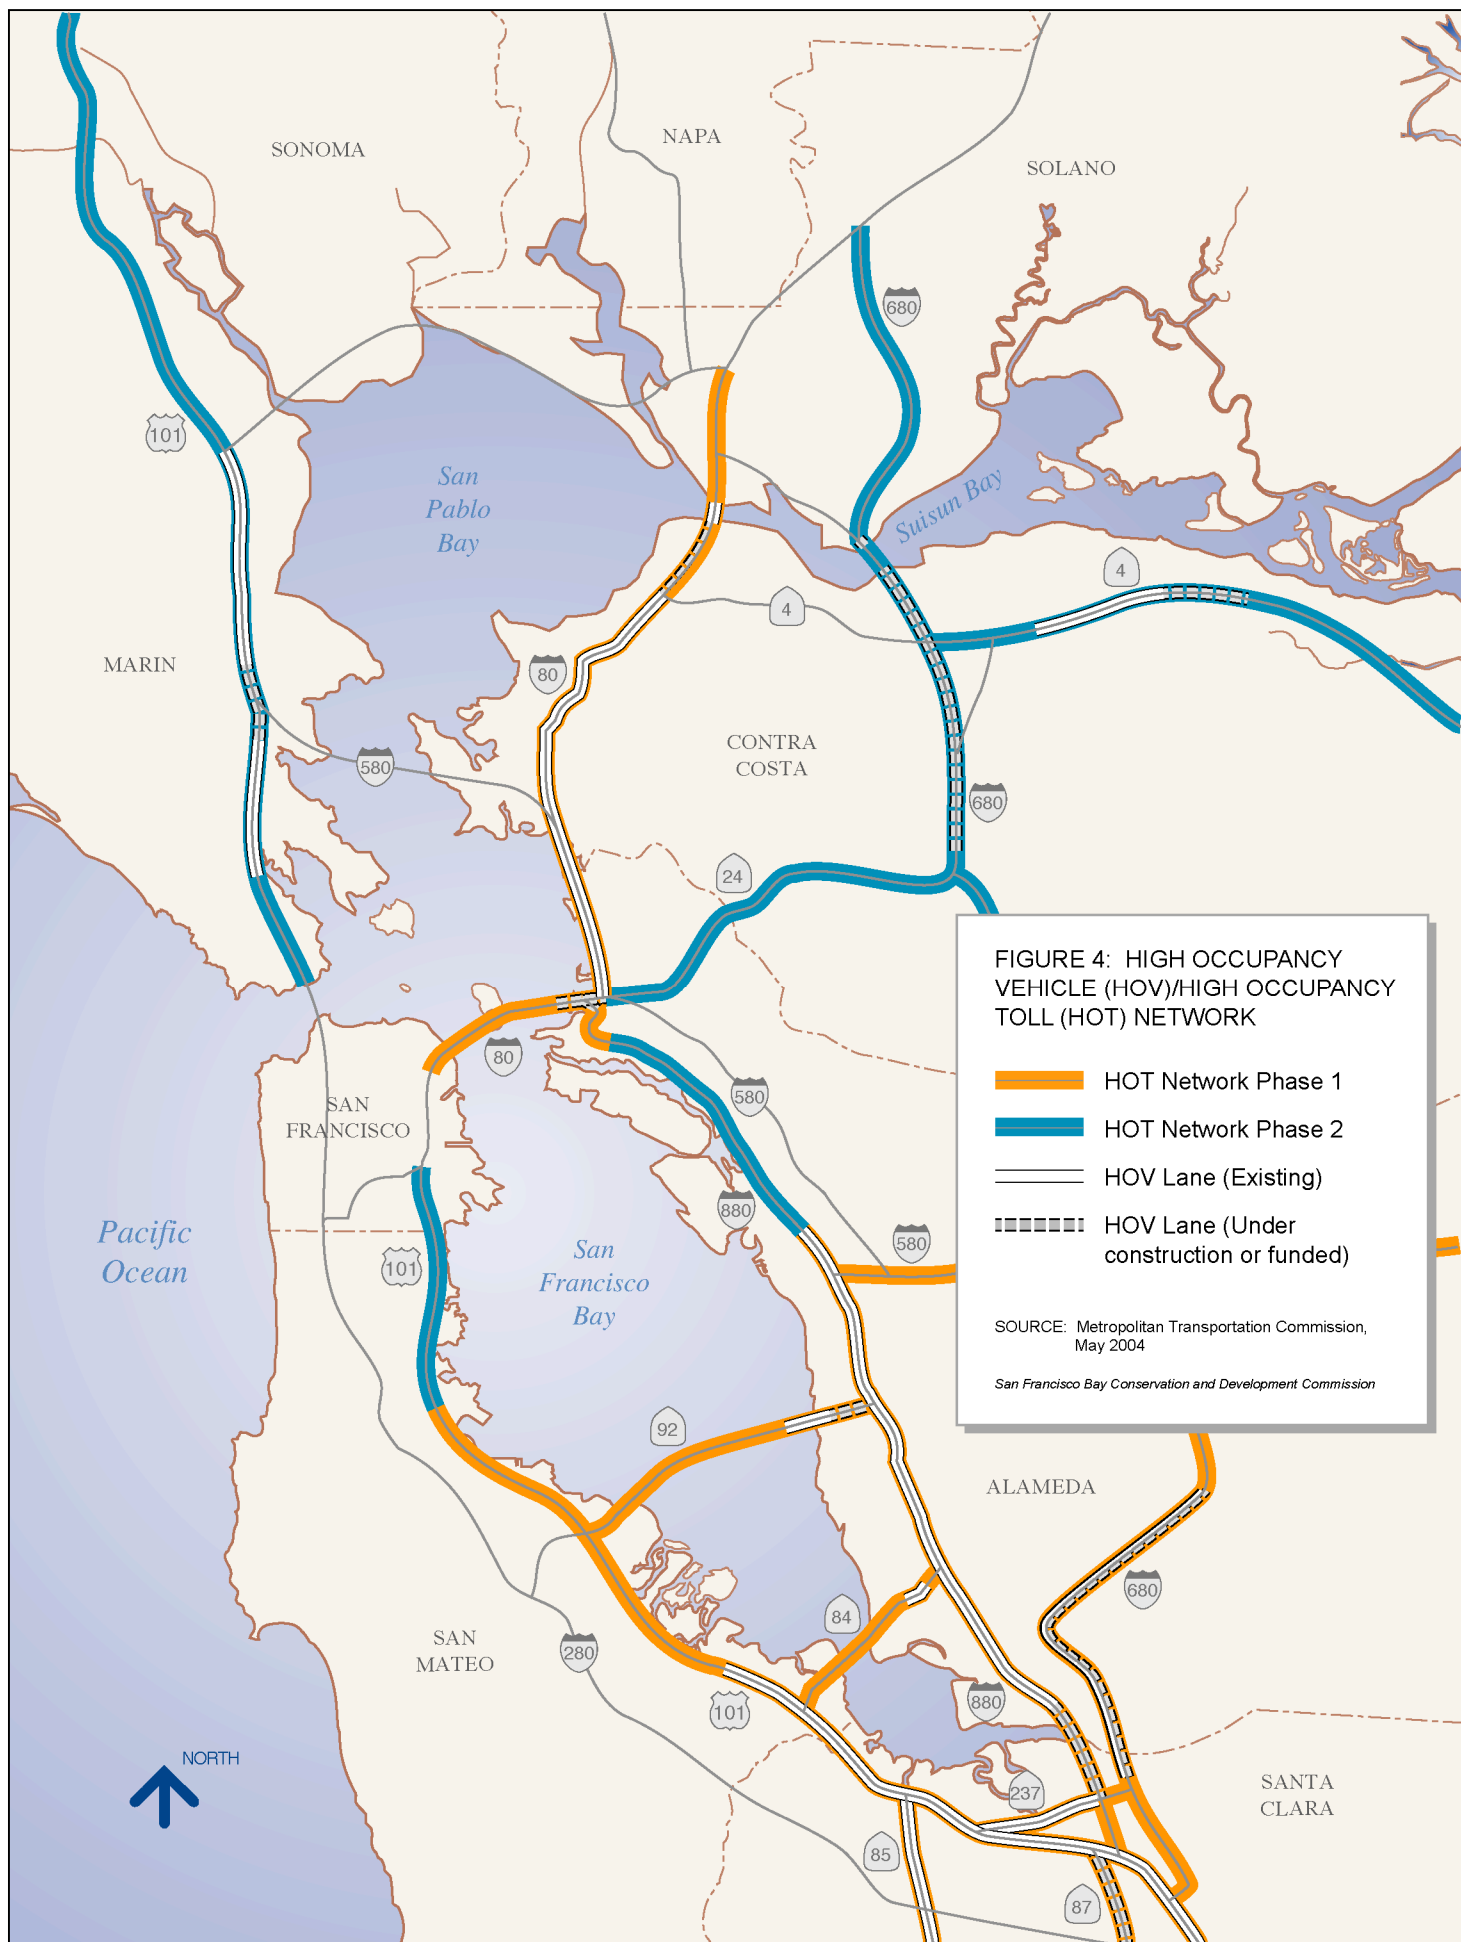 SONOMA
NAPA
SOLANO
680
101
San
Pablo
Bay
Suisun Bay
4
4
MARIN
80
CONTRA
COSTA
580
680
24
FIGURE 4: HIGH OCCUPANCY
VEHICLE (HOV)/HIGH OCCUPANCY
TOLL (HOT) NETWORK
HOT Network Phase 1
HOT Network Phase 2
HOV Lane (Existing)
HOV Lane (Under
construction or funded)
SOURCE: Metropolitan Transportation Commission,
May 2004
San Francisco Bay Conservation and Development Commission
80
580
SAN
FRANCISCO
880
580
Pacific
Ocean
101
San
Francisco
Bay
92
ALAMEDA
680
84
SAN
MATEO
280
880
101
NORTH
237
SANTA
CLARA
85
87